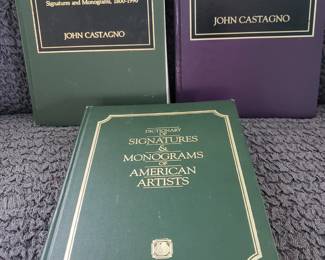 Signatures and Monograms, 1800-1990
JOHN CASTAGNO
JOHN CASTAGNO
DICTIONARY
OF
SIGNATURES
&
MONOGRAMS
OF
AMERICAN
ARTISTS